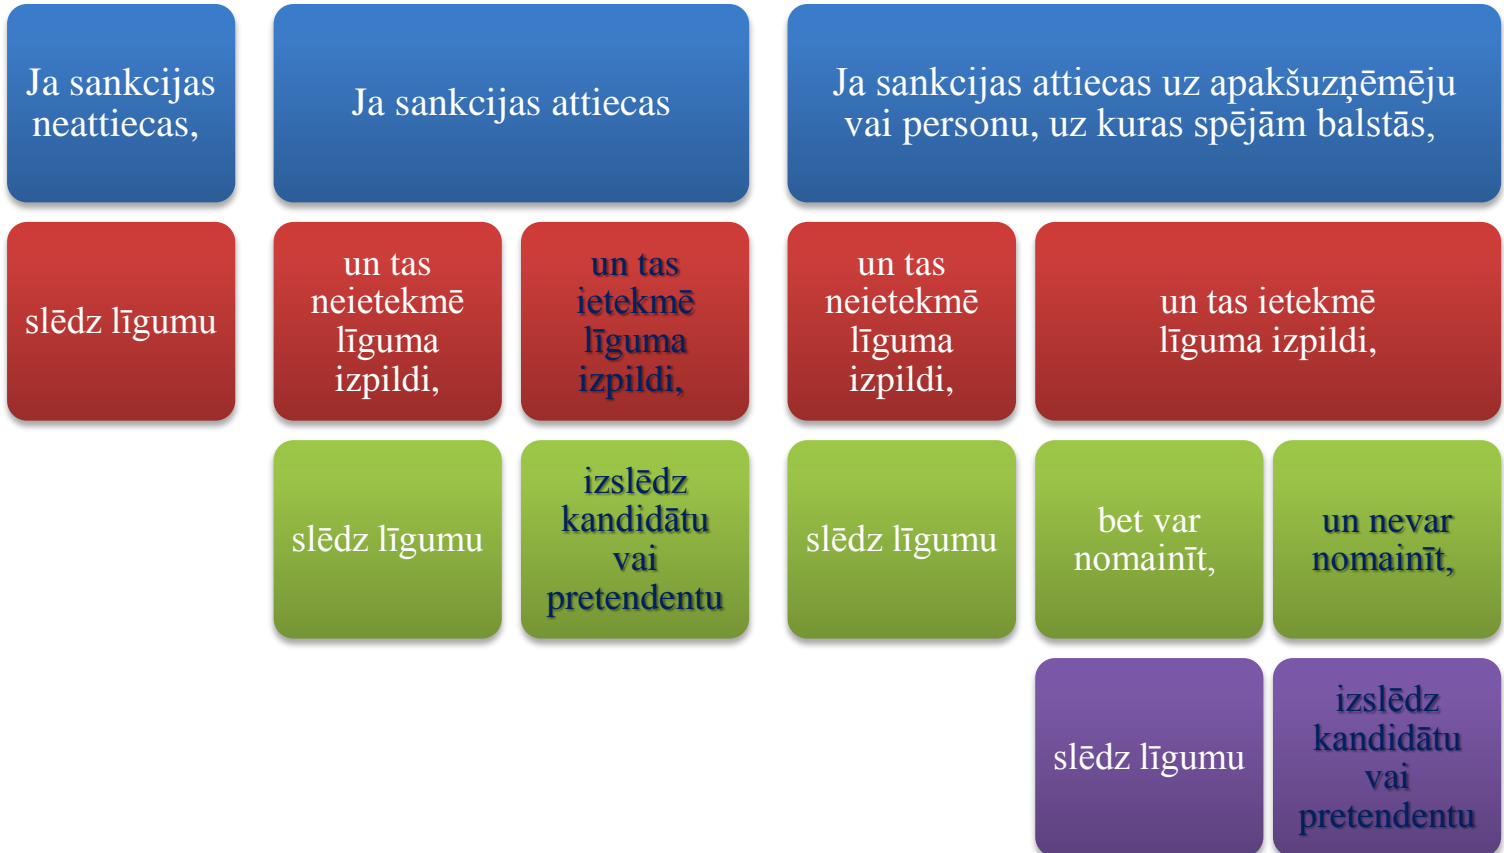 Ja sankcijas
neattiecas,
Ja sankcijas attiecas
Ja sankcijas attiecas uz apakšuzņēmēju
vai personu, uz kuras spējām balstās,
slēdz līgumu
un tas
neietekmē
līguma
izpildi,
un tas
ietekmē
līguma
izpildi,
un tas
neietekmē
līguma
izpildi,
un tas ietekmē
līguma izpildi,
slēdz līgumu
izslēdz
kandidātu
vai
pretendentu
slēdz līgumu
bet var
nomainīt,
un nevar
nomainīt,
slēdz līgumu
izslēdz
kandidātu
vai
pretendentu